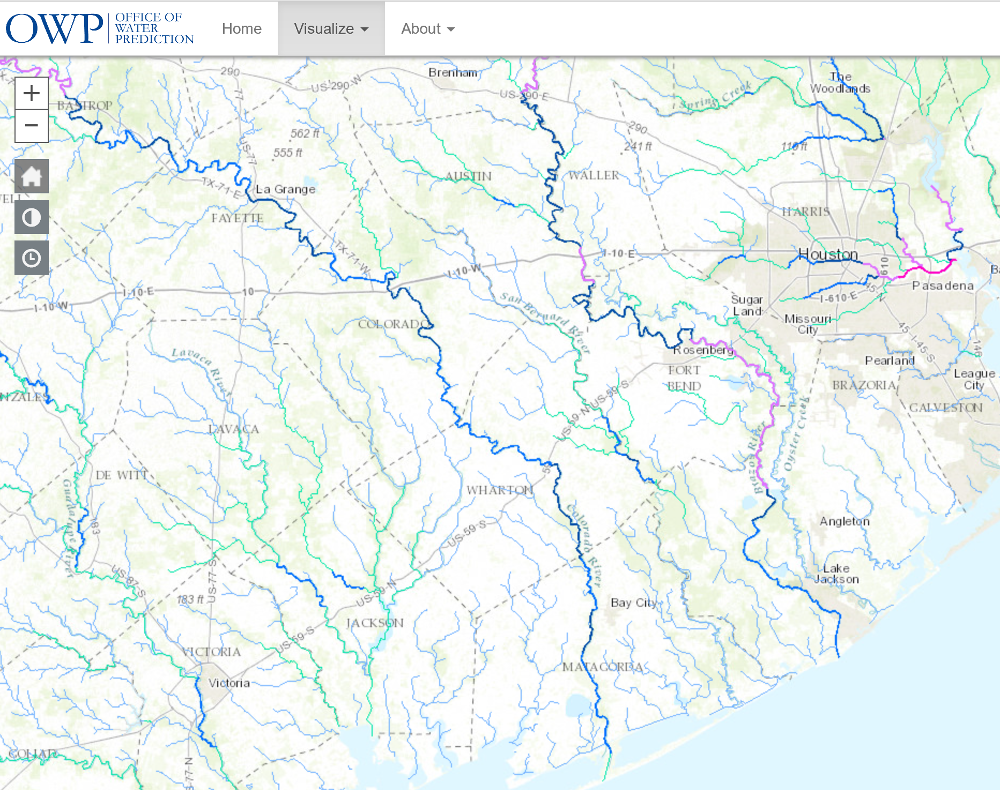 OWP
OFFICE OF
WATER
PREDICTION
Home
Visualize
About
Brenham
The
Woodlands
290
US-290-W
US-290-E
Spring Creek
BASTROP
77
290
562 ft
555 ft
241 ft
119 ft
US-77
AUSTIN
WALLER
TX-71-E
La Grange
HARRIS
FAYETTE
TX-71-W
I-10-W
I-10-E
Houston
610
Pasadena
I-10-E
10
I-10-W
45-N
I-610-E
San Bernard River
Sugar
Land
Missouri
City
COLORADO
45
I-45-S
146
Rosenberg
Pearland
Lavaca River
FORT
BEND
US-59-S
League
City
BRAZORIA
GALVESTON
US-59-N
Oyster Creek
LAVACA
Brazos River
DE WITT
59
WHARTON
Guadalupe River
183
Colorado River
US-59-S
Angleton
US-87-S
US-77-S
Lake
Jackson
183 ft
US-59-N
Bay City
JACKSON
US-59-S
VICTORIA
MATAGORDA
Victoria
GOLIAD
77-N